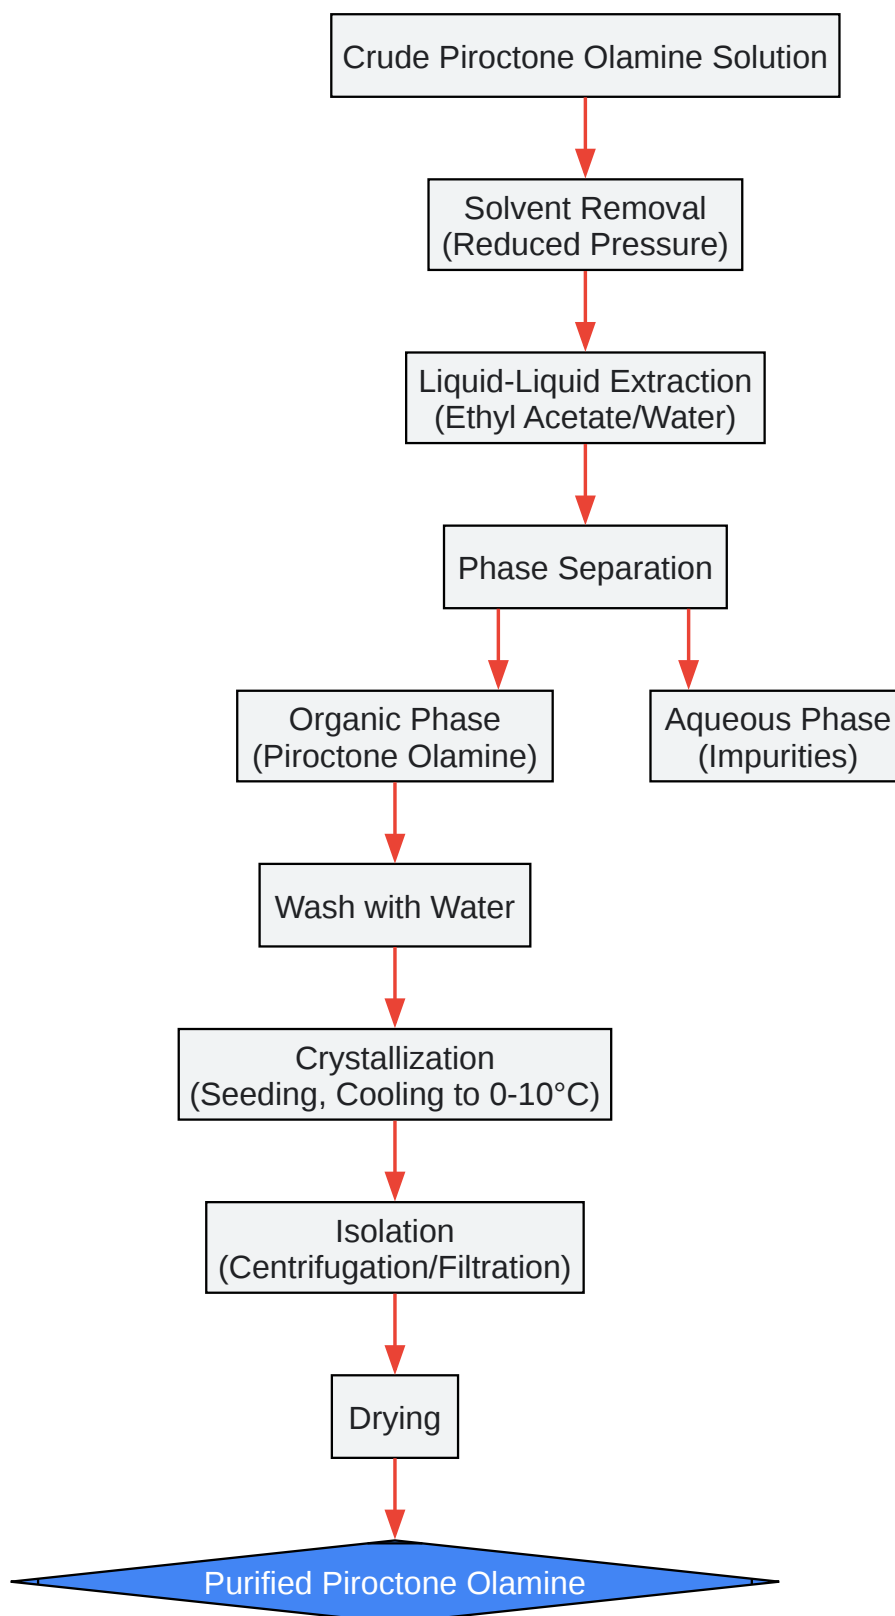 Crude Piroctone Olamine Solution
Solvent Removal
(Reduced Pressure)
Liquid-Liquid Extraction
(Ethyl Acetate/Water)
Phase Separation
Organic Phase
(Piroctone Olamine)
Aqueous Phase
(Impurities)
Wash with Water
Crystallization
(Seeding, Cooling to 0-10°C)
Isolation
(Centrifugation/Filtration)
Drying
Purified Piroctone Olamine